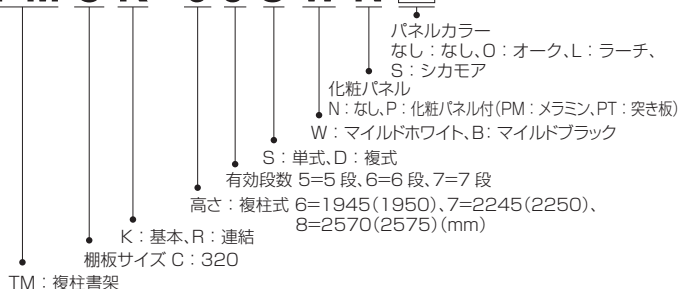 パネルカラー
なし：なし、O：オーク、L：ラーチ、
S：シカモア
化粧パネル
N：なし、P：化粧パネル付(PM：メラミン、PT：突き板)
W：マイルドホワイト、B：マイルドブラック
S：単式、D：複式
有効段数 5=5段、6=6段、7=7段
高さ：複柱式 6=1945(1950)、7=2245(2250)、
8=2570(2575)(mm)
K：基本、R：連結
棚板サイズ C：320
TM：複柱書架